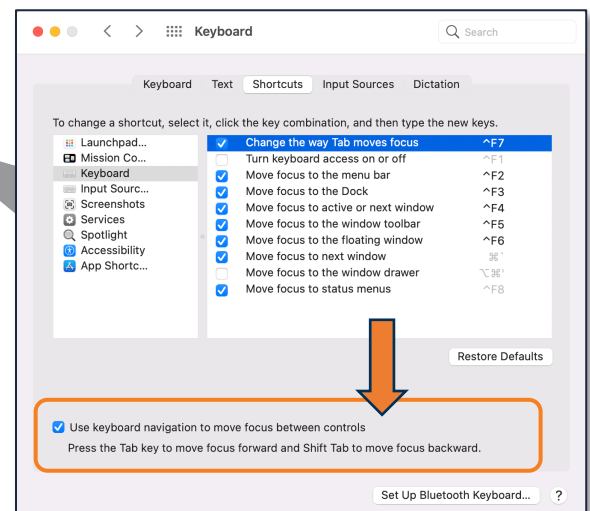 Keyboard
Search
Keyboard Text Shortcuts Input Sources Dictation
To change a shortcut, select it, click the key combination, and then type the new keys.
Launchpad...
Mission Co...
Keyboard
Input Sourc...
Screenshots
Services
Spotlight
Accessibility
App Shortc...
Change the way Tab moves focus ^F7
Turn keyboard access on or off ^F1
Move focus to the menu bar ^F2
Move focus to the Dock ^F3
Move focus to active or next window ^F4
Move focus to the window toolbar ^F5
Move focus to the floating window ^F6
Move focus to next window ⌘`
Move focus to the window drawer ⌥⌘'
Move focus to status menus ^F8
Restore Defaults
Use keyboard navigation to move focus between controls
Press the Tab key to move focus forward and Shift Tab to move focus backward.
Set Up Bluetooth Keyboard... ?